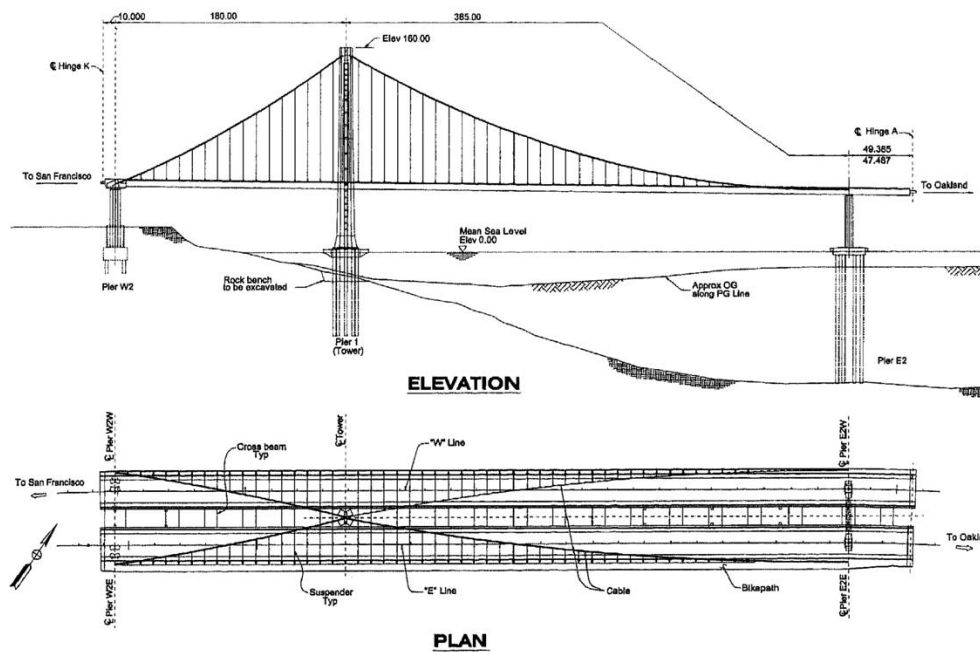 10.000
180.00
385.00
Elev 160.00
℄ Hinge K
℄ Hinge A
49.385
47.487
To San Francisco
To Oakland
Mean Sea Level
Elev 0.00
Rock bench
to be excavated
Approx OG
along PG Line
Pier W2
Pier 1
(Tower)
Pier E2
ELEVATION
℄ Pier W2W
Cross beam
Typ
℄ Tower
"W" Line
℄ Pier E2W
To San Francisco
To Oakl
Suspender
Typ
"E" Line
Cable
Bikepath
℄ Pier W2E
℄ Pier E2E
PLAN